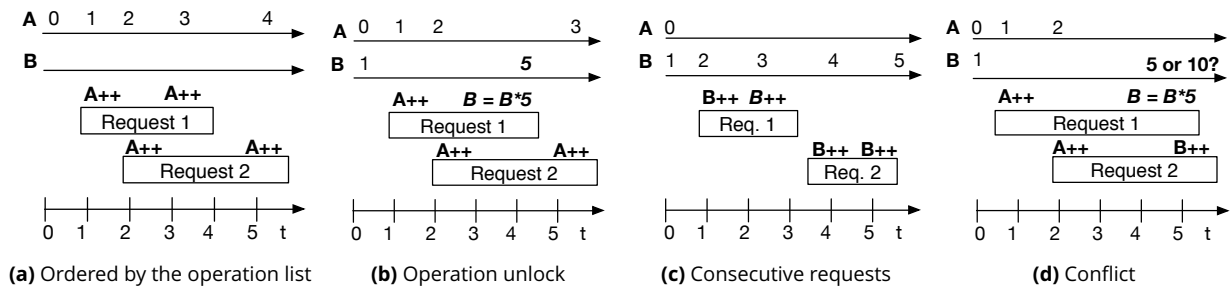 A 0 1 2 3 4
B
A++ A++
Request 1
A++ A++
Request 2
0 1 2 3 4 5 t
(a) Ordered by the operation list
A 0 1 2 3
B 1 5
A++ B = B*5
Request 1
A++ A++
Request 2
0 1 2 3 4 5 t
(b) Operation unlock
A 0
B 1 2 3 4 5
B++ B++
Req. 1
B++ B++
Req. 2
0 1 2 3 4 5 t
(c) Consecutive requests
A 0 1 2
B 1 5 or 10?
A++ B = B*5
Request 1
A++ B++
Request 2
0 1 2 3 4 5 t
(d) Conflict